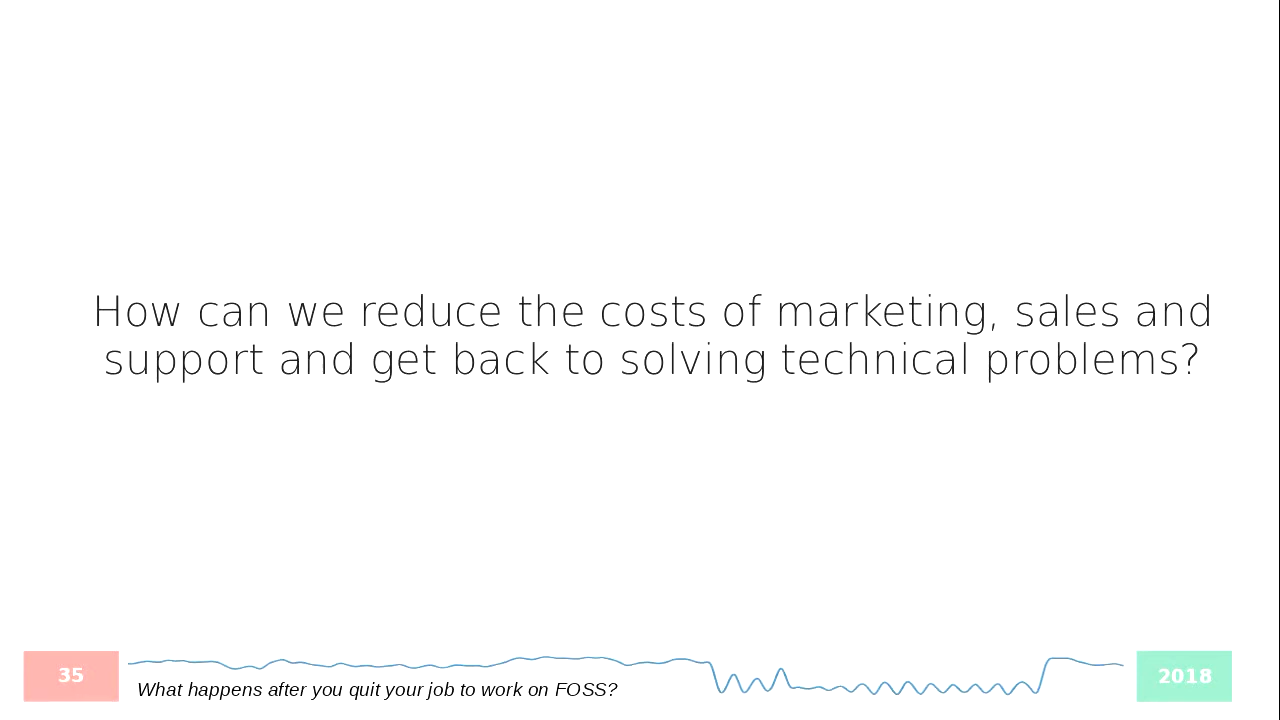 How can we reduce the costs of marketing, sales and
support and get back to solving technical problems?
35
What happens after you quit your job to work on FOSS?
2018